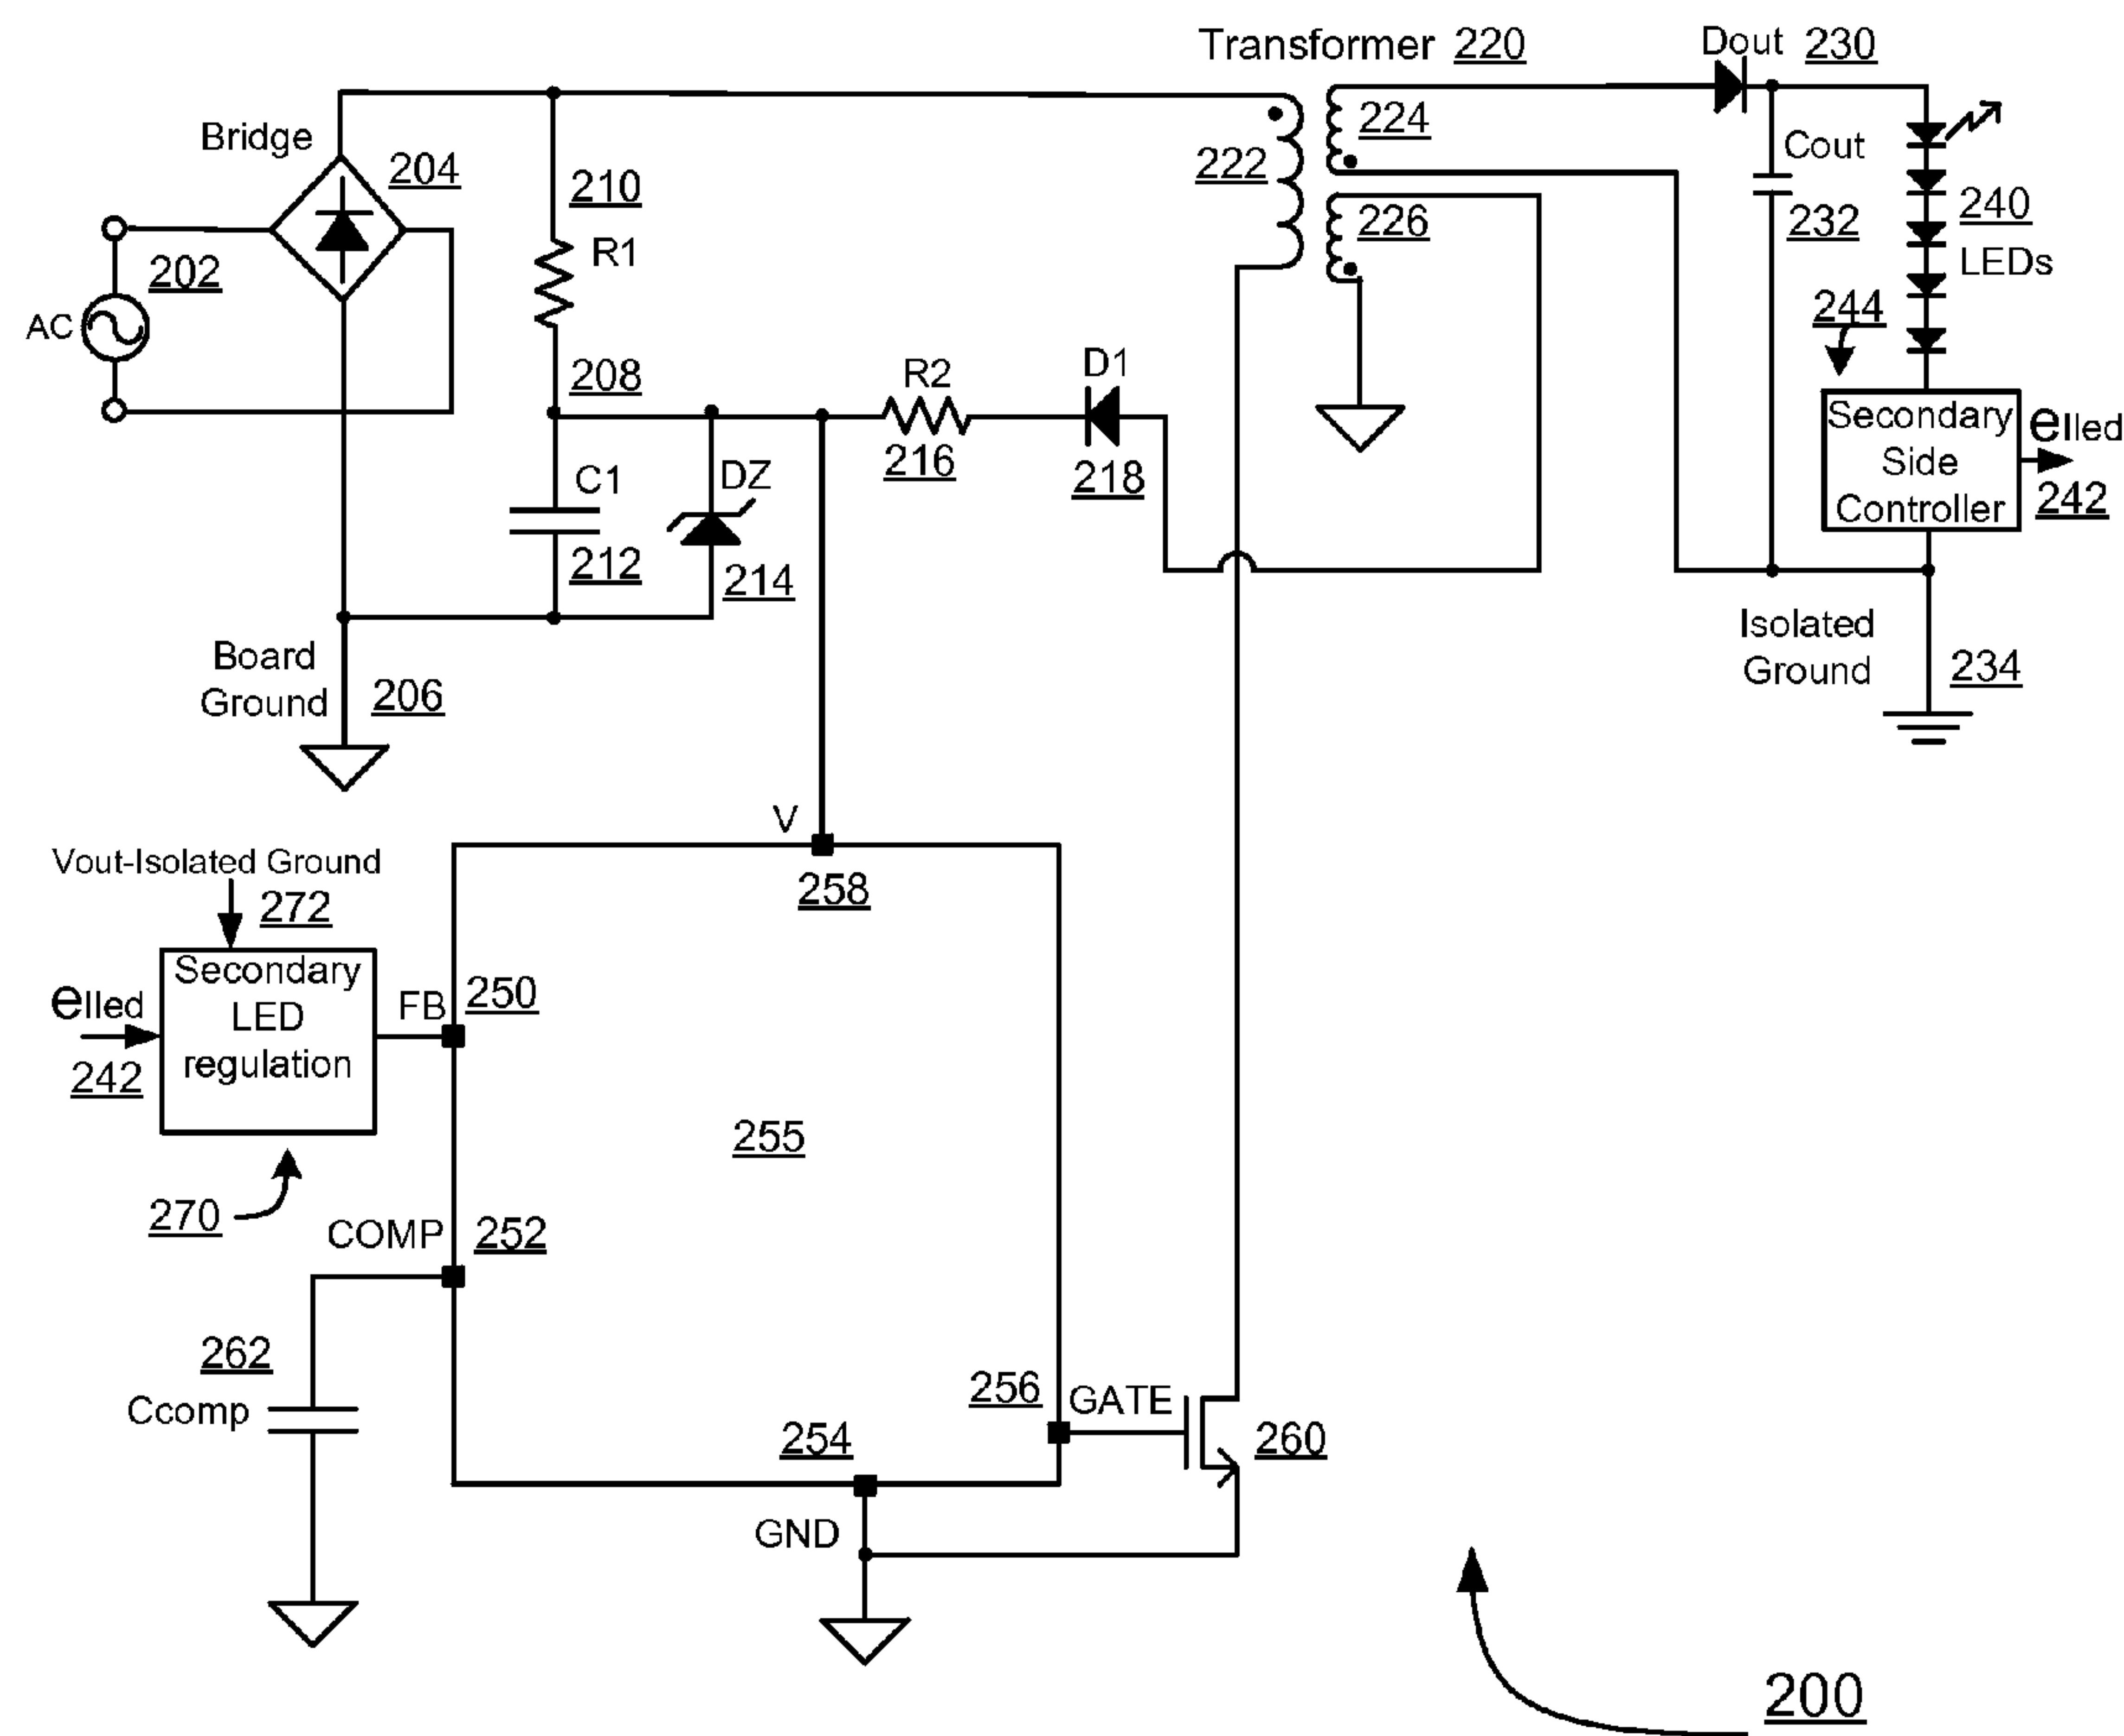 Transformer 220
Dout 230
Bridge
204
210
R1
222
224
226
Cout
232
240
LEDs
202
AC
208
R2
216
D1
218
244
Secondary
Side
Controller
eIled
242
C1
212
DZ
214
Board
Ground
206
Isolated
Ground
234
V
258
Vout-Isolated Ground
272
Secondary
LED
regulation
eIled
242
FB
250
255
270
COMP
252
262
Ccomp
254
256
GATE
260
GND
200